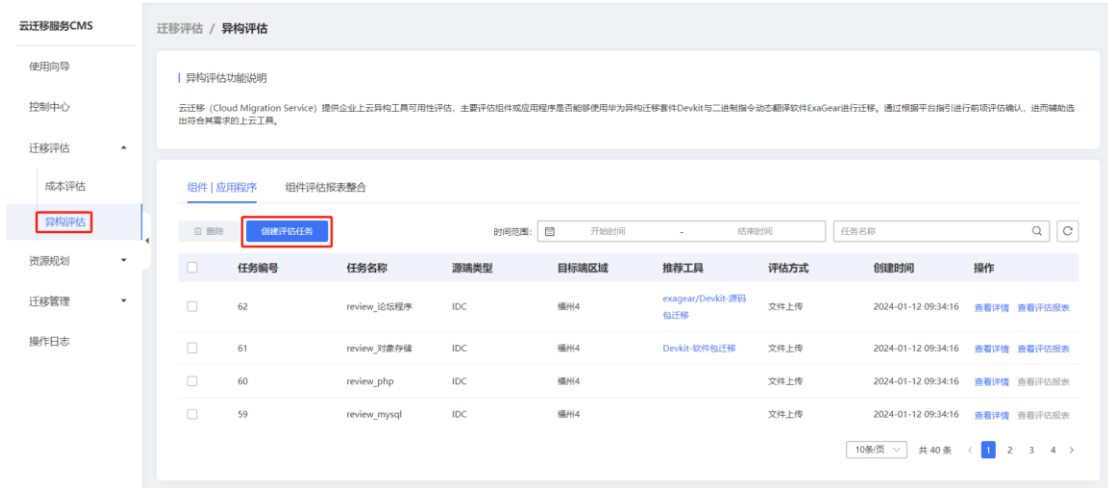 云迁移服务CMS
迁移评估 / 异构评估
使用向导
控制中心
迁移评估
成本评估
异构评估
资源规划
迁移管理
操作日志
异构评估功能说明
云迁移（Cloud Migration Service）提供企业上云异构工具可用性评估，主要评估组件或应用程序是否能够使用华为异构迁移套件Devkit与二进制指令动态翻译软件ExaGear进行迁移。通过根据平台指引进行前项评估确认，进而辅助选
出符合其需求的上云工具。
组件 | 应用程序 组件评估报表整合
删除 创建评估任务 时间范围: 开始时间 - 结束时间 任务名称
任务编号 任务名称 源端类型 目标端区域 推荐工具 评估方式 创建时间 操作
62 review_论坛程序 IDC 福州4 exagear/Devkit-源码 文件上传 2024-01-12 09:34:16 查看详情 查看评估报表
包迁移
61 review_对象存储 IDC 福州4 Devkit-软件包迁移 文件上传 2024-01-12 09:34:16 查看详情 查看评估报表
60 review_php IDC 福州4 文件上传 2024-01-12 09:34:16 查看详情 查看评估报表
59 review_mysql IDC 福州4 文件上传 2024-01-12 09:34:16 查看详情 查看评估报表
10条/页 共 40 条 < 1 2 3 4 >